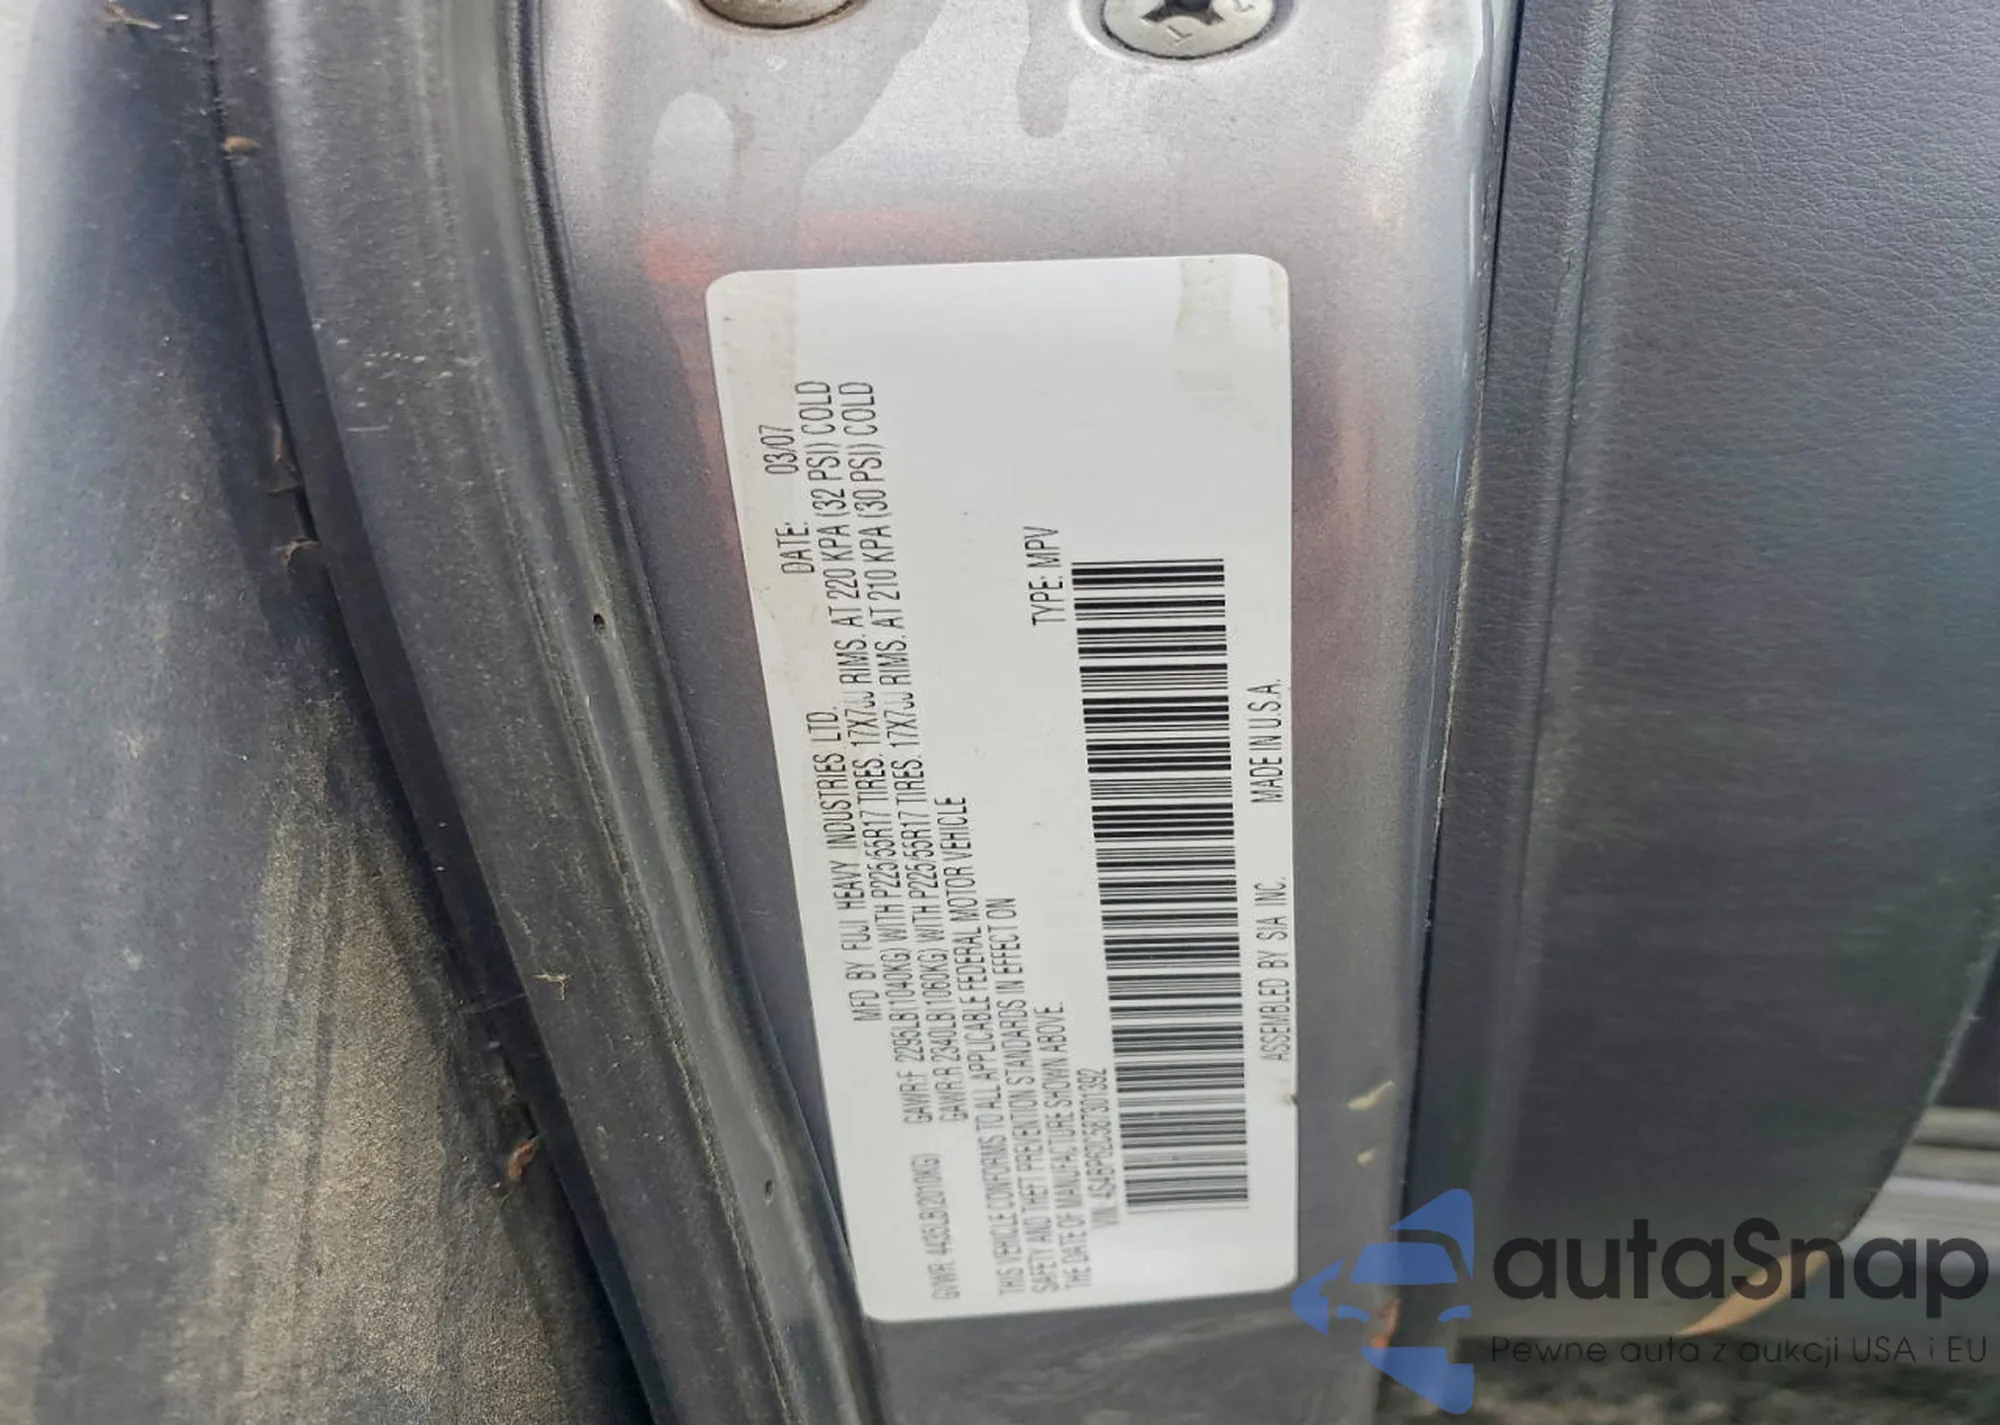 MFD BY FUJI HEAVY INDUSTRIES LTD. DATE: 03/07
GVWR 4435LB(2010KG) GAWR:F 2295LB(1040KG) WITH P225/55R17 TIRES. 17X7JJ RIMS. AT 220 KPA (32 PSI) COLD
GAWR:R 2340LB(1060KG) WITH P225/55R17 TIRES. 17X7JJ RIMS. AT 210 KPA (30 PSI) COLD
THIS VEHICLE CONFORMS TO ALL APPLICABLE FEDERAL MOTOR VEHICLE
SAFETY AND THEFT PREVENTION STANDARDS IN EFFECT ON
THE DATE OF MANUFACTURE SHOWN ABOVE.
VIN. 4S4BP62C587301392 TYPE: MPV
ASSEMBLED BY SIA INC. MADE IN U.S.A.
autaSnap
Pewne auta z aukcji USA i EU